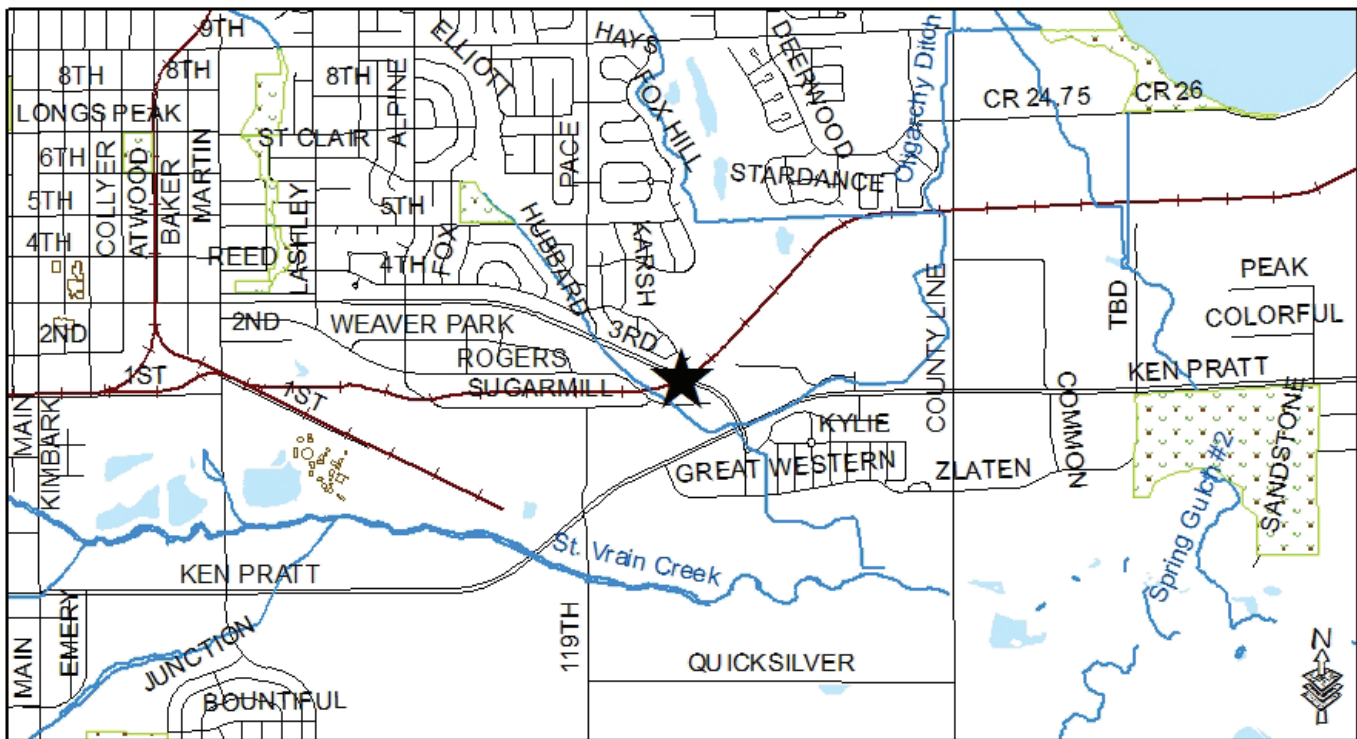 9TH
ELLIOTT
HAYS
DEERWOOD
Oligarchy Ditch
8TH
8TH
8TH
ALPINE
FOX HILL
CR 24.75
CR 26
LONGS PEAK
ST CLAIR
PACE
6TH
COLLYER
ATWOOD
BAKER
MARTIN
STARDANCE
5TH
5TH
HUBBARD
KARSH
4TH
REED
LASHLEY
4TH
FOX
COUNTY LINE
PEAK
TBD
COLORFUL
2ND
2ND
WEAVER PARK
3RD
ROGERS
1ST
1ST
SUGARMILL
KEN PRATT
MAIN
KIMBARK
KYLIE
COMMON
SANDSTONE
GREAT WESTERN
ZLATEN
Spring Gulch #2
St. Vrain Creek
KEN PRATT
MAIN
EMERY
JUNCTION
119TH
QUICKSILVER
BOUNTIFUL
N